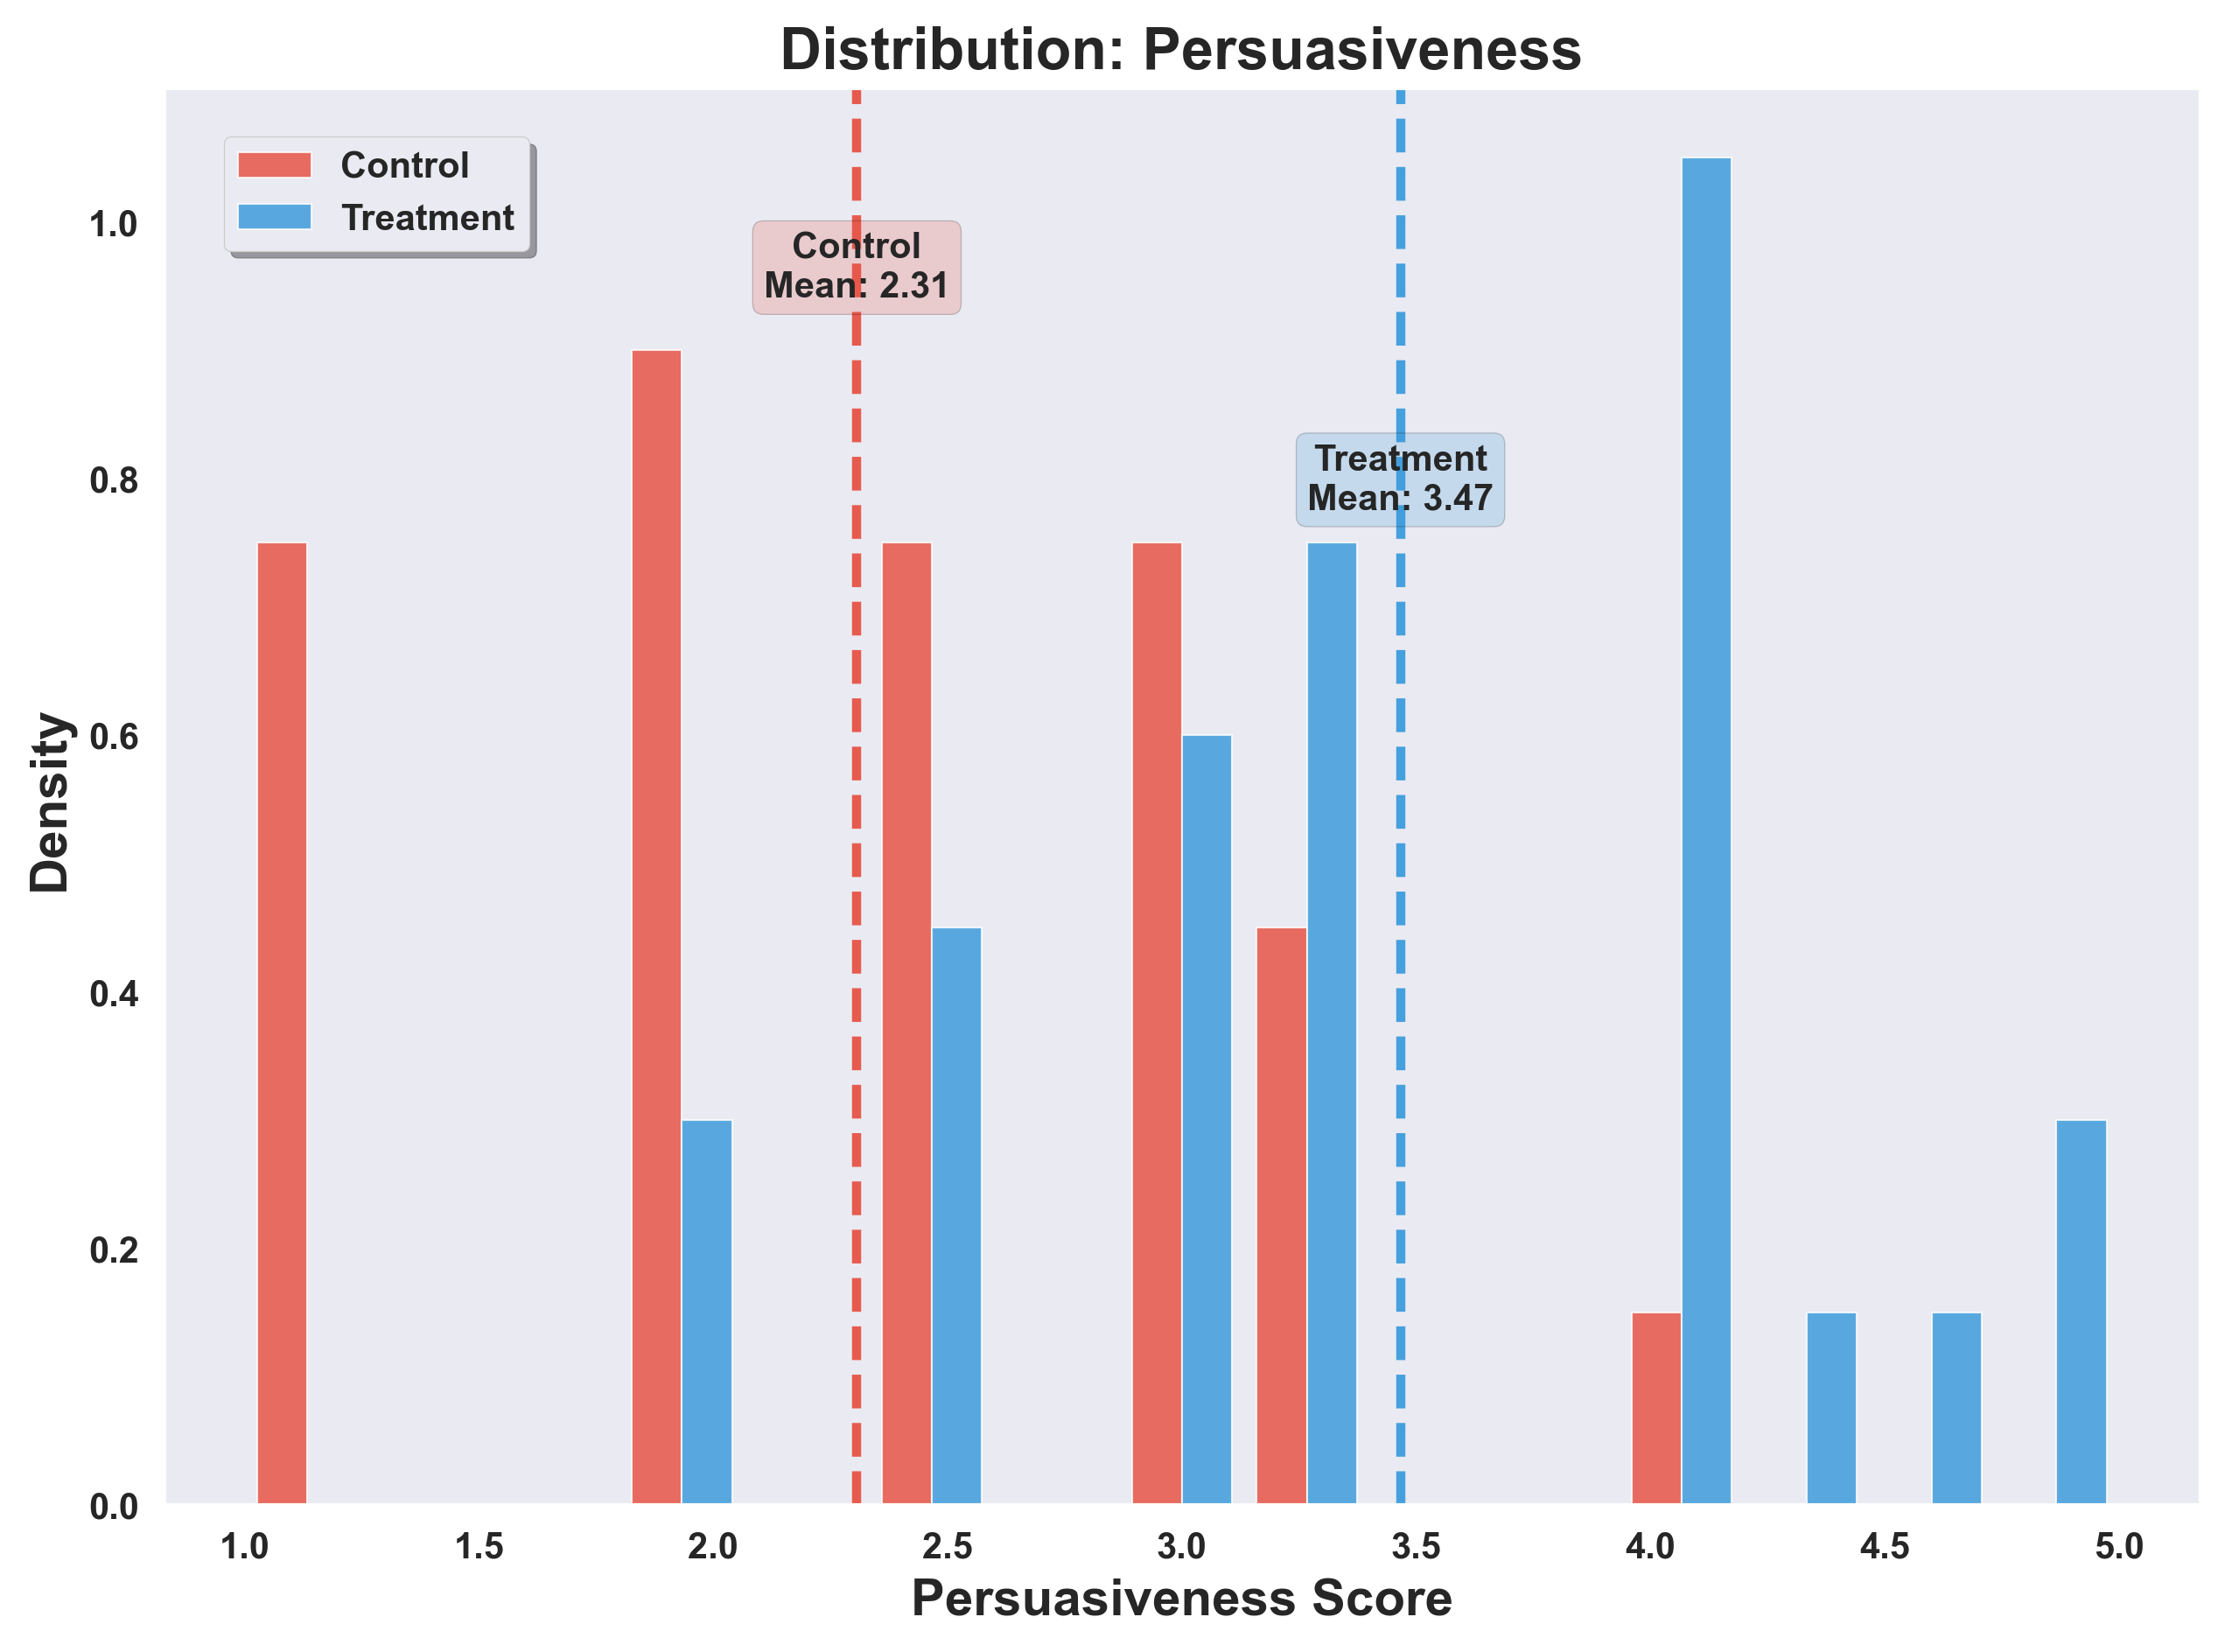 Distribution: Persuasiveness
Control
Treatment
Control
Mean: 2.31
Treatment
Mean: 3.47
Density
1.0
0.8
0.6
0.4
0.2
0.0
1.0 1.5 2.0 2.5 3.0 3.5 4.0 4.5 5.0
Persuasiveness Score